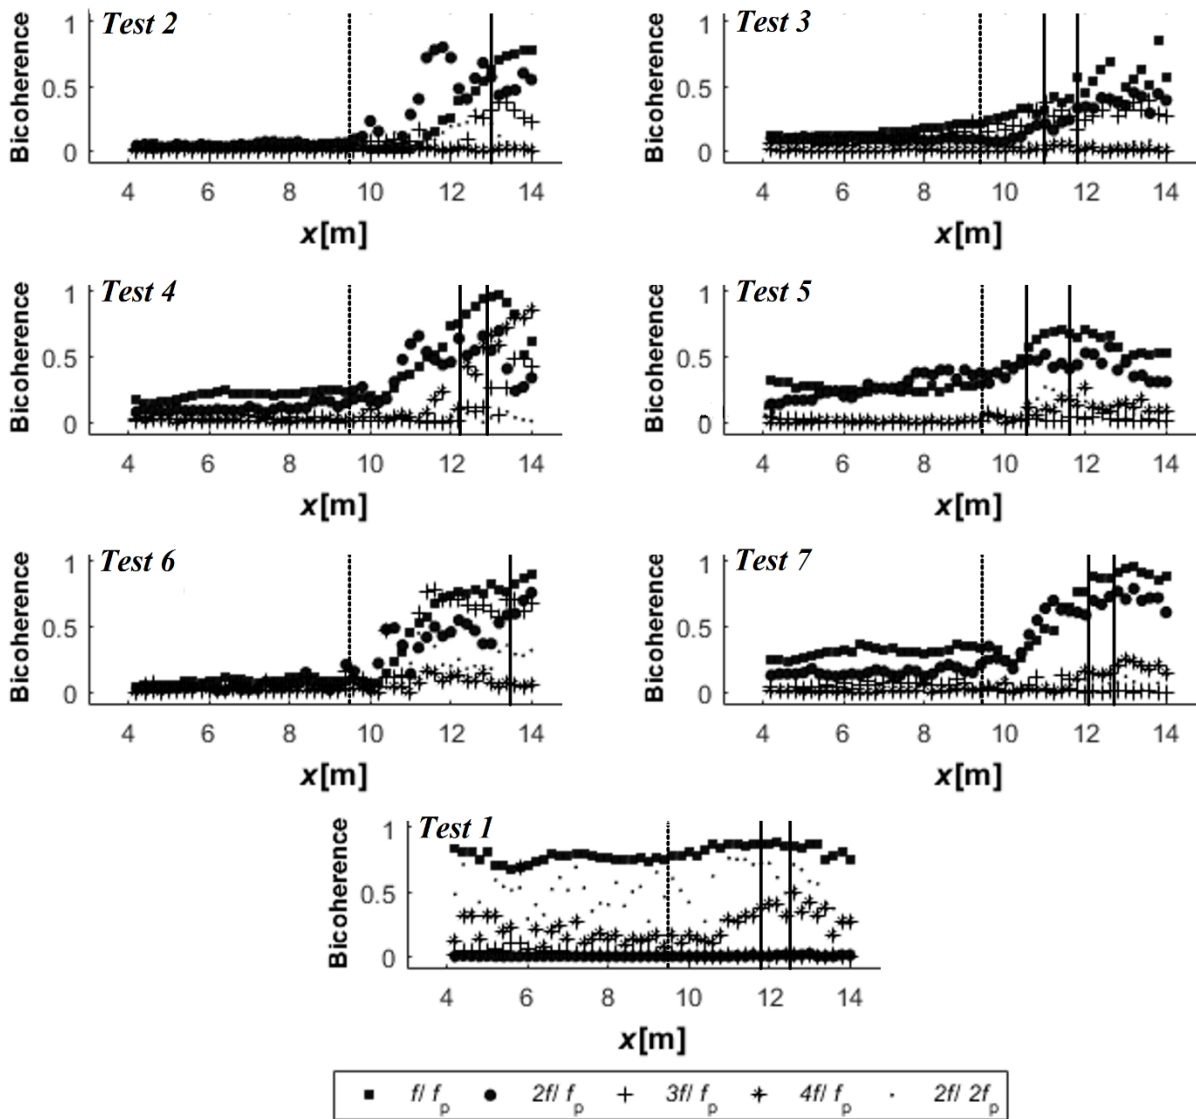 Test 2
Bicoherence
1
0.5
0
4 6 8 10 12 14
x[m]
Test 3
Bicoherence
1
0.5
0
4 6 8 10 12 14
x[m]
Test 4
Bicoherence
1
0.5
0
4 6 8 10 12 14
x[m]
Test 5
Bicoherence
1
0.5
0
4 6 8 10 12 14
x[m]
Test 6
Bicoherence
1
0.5
0
4 6 8 10 12 14
x[m]
Test 7
Bicoherence
1
0.5
0
4 6 8 10 12 14
x[m]
Test 1
Bicoherence
1
0.5
0
4 6 8 10 12 14
x[m]
f/ fp 2f/ fp 3f/ fp 4f/ fp 2f/ 2fp